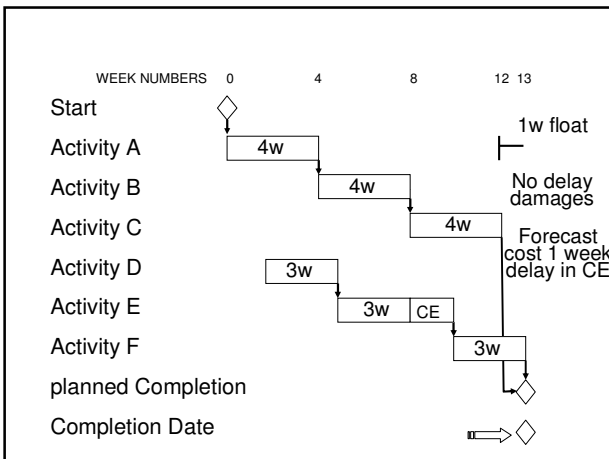 WEEK NUMBERS 0 4 8 12 13
Start
1w float
Activity A 4w
Activity B 4w
No delay
damages
Activity C 4w
Forecast
cost 1 week
delay in CE
Activity D 3w
Activity E 3w CE
Activity F 3w
planned Completion
Completion Date